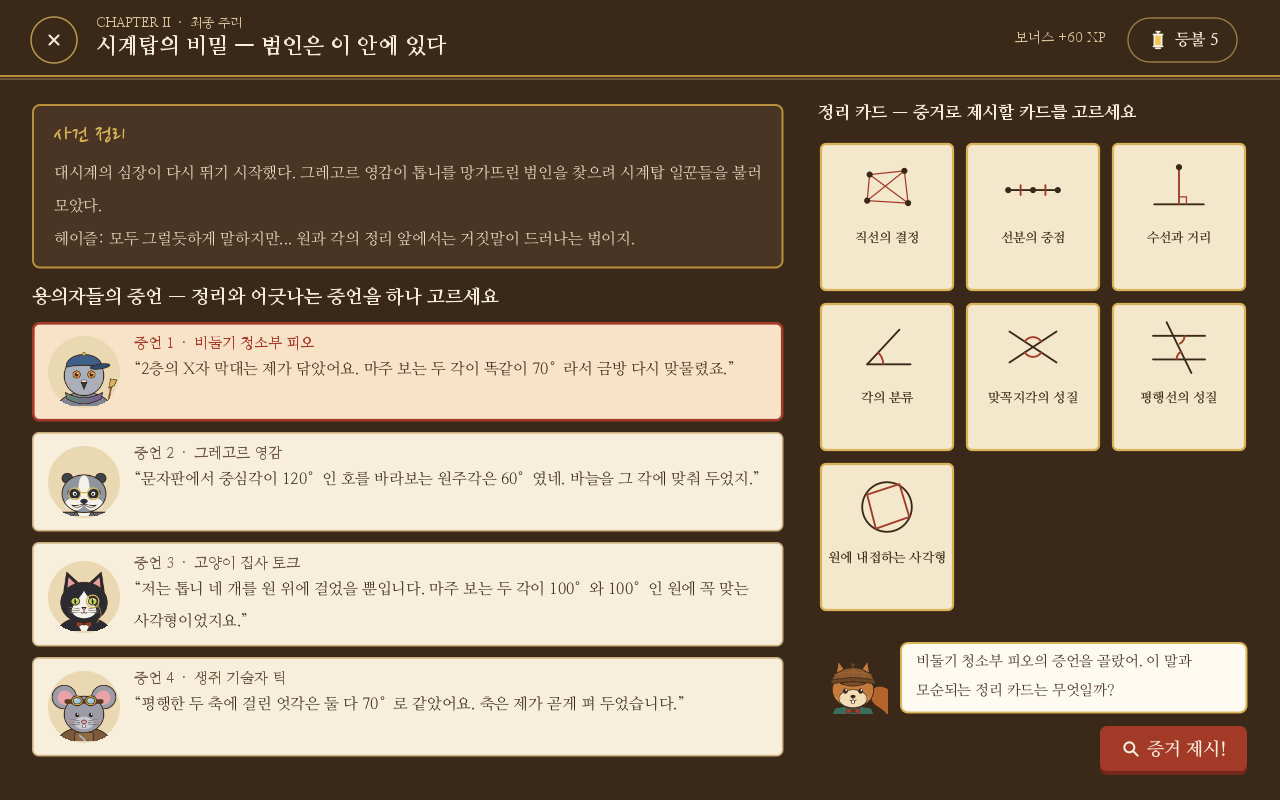 CHAPTER II · 최종 추리
시계탑의 비밀 — 범인은 이 안에 있다
보너스 +60 XP
등불 5
사건 정리
대시계의 심장이 다시 뛰기 시작했다. 그레고르 영감이 톱니를 망가뜨린 범인을 찾으려 시계탑 일꾼들을 불러
모았다.
헤이즐: 모두 그럴듯하게 말하지만... 원과 각의 정리 앞에서는 거짓말이 드러나는 법이지.
용의자들의 증언 — 정리와 어긋나는 증언을 하나 고르세요
증언 1 · 비둘기 청소부 피오
“2층의 X자 막대는 제가 닦았어요. 마주 보는 두 각이 똑같이 70°라서 금방 다시 맞물렸죠.”
증언 2 · 그레고르 영감
“문자판에서 중심각이 120°인 호를 바라보는 원주각은 60°였네. 바늘을 그 각에 맞춰 두었지.”
증언 3 · 고양이 집사 토크
“저는 톱니 네 개를 원 위에 걸었을 뿐입니다. 마주 보는 두 각이 100°와 100°인 원에 꼭 맞는
사각형이었지요.”
증언 4 · 생쥐 기술자 틱
“평행한 두 축에 걸린 엇각은 둘 다 70°로 같았어요. 축은 제가 곧게 펴 두었습니다.”
정리 카드 — 증거로 제시할 카드를 고르세요
직선의 결정
선분의 중점
수선과 거리
각의 분류
맞꼭지각의 성질
평행선의 성질
원에 내접하는 사각형
비둘기 청소부 피오의 증언을 골랐어. 이 말과
모순되는 정리 카드는 무엇일까?
증거 제시!